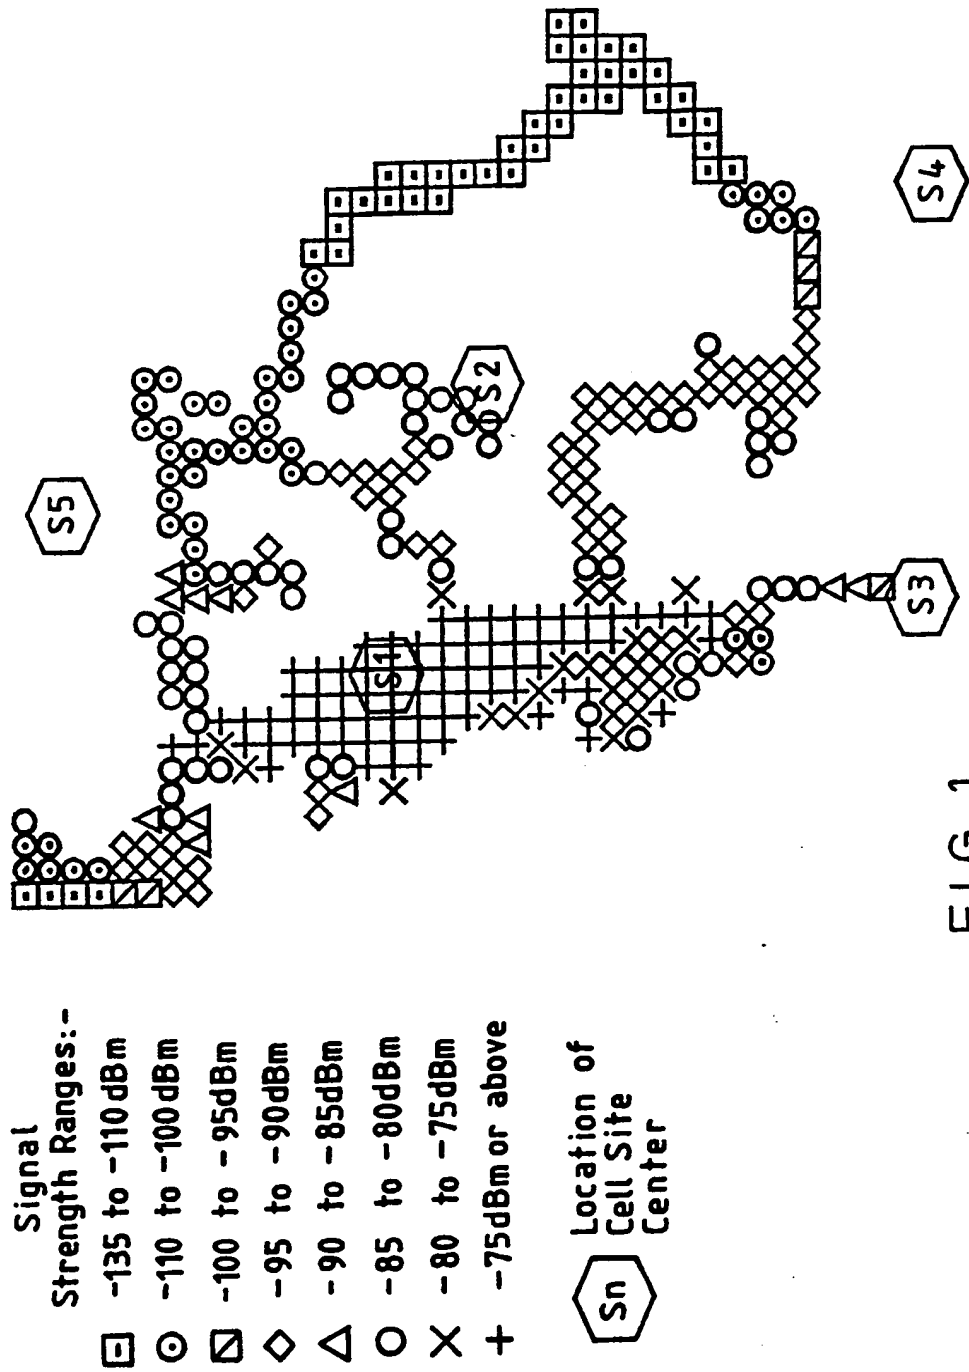 Signal
Strength Ranges:-
-135 to -110dBm
-110 to -100dBm
-100 to -95dBm
-95 to -90dBm
-90 to -85dBm
-85 to -80dBm
-80 to -75dBm
-75dBm or above
Sn
Location of
Cell Site
Center
S5
S1
S2
S3
S4
FIG 1